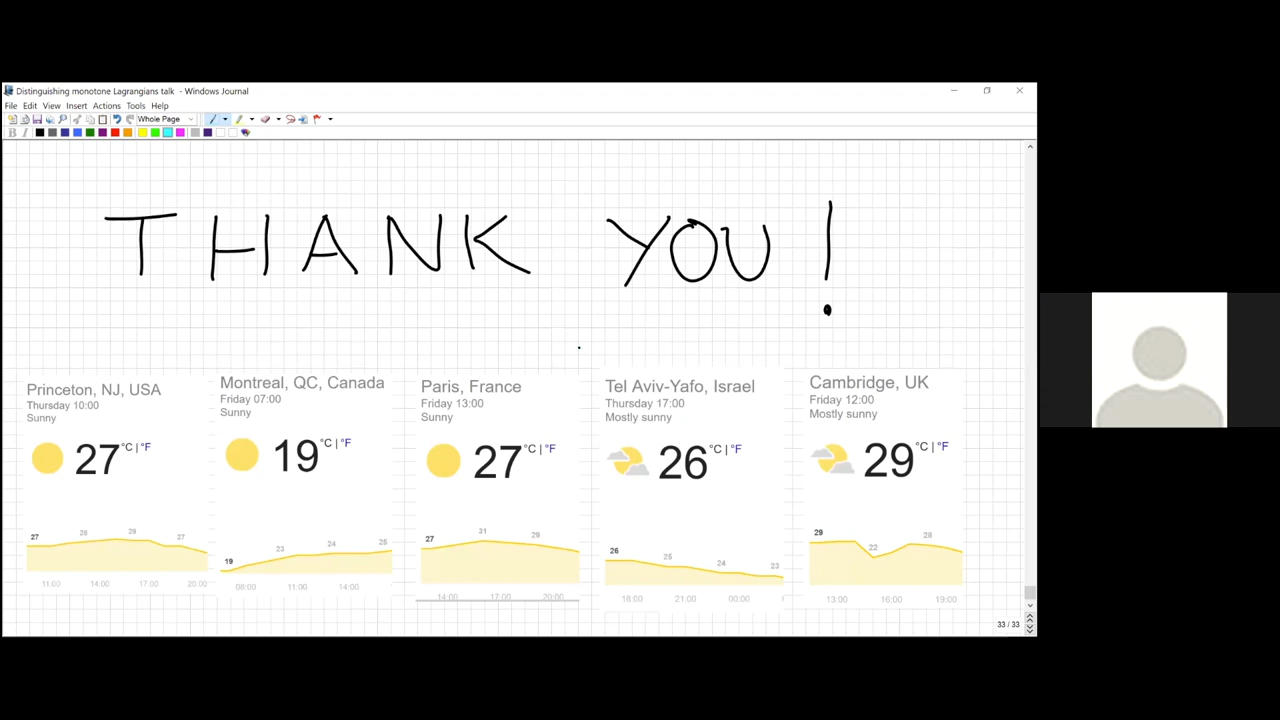 Distinguishing monotone Lagrangians talk - Windows Journal
File Edit View Insert Actions Tools Help
Whole Page
B I
THANK YOU!
Princeton, NJ, USA
Thursday 10:00
Sunny
27 °C | °F
27 28 29 27
11:00 14:00 17:00 20:00
Montreal, QC, Canada
Friday 07:00
Sunny
19 °C | °F
19 23 24 25
08:00 11:00 14:00
Paris, France
Friday 13:00
Sunny
27 °C | °F
27 31 29
14:00 17:00 20:00
Tel Aviv-Yafo, Israel
Thursday 17:00
Mostly sunny
26 °C | °F
26 25 24 23
18:00 21:00 00:00
Cambridge, UK
Friday 12:00
Mostly sunny
29 °C | °F
29 22 28
13:00 16:00 19:00
33 / 33